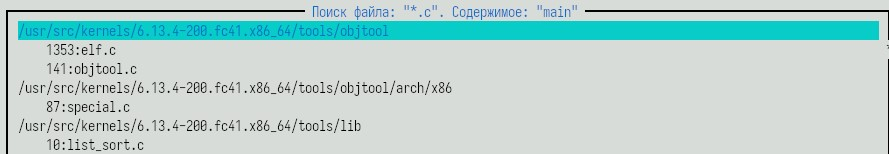 Поиск файла: "*.c". Содержимое: "main"
/usr/src/kernels/6.13.4-200.fc41.x86_64/tools/objtool
1353:elf.c
141:objtool.c
/usr/src/kernels/6.13.4-200.fc41.x86_64/tools/objtool/arch/x86
87:special.c
/usr/src/kernels/6.13.4-200.fc41.x86_64/tools/lib
10:list_sort.c